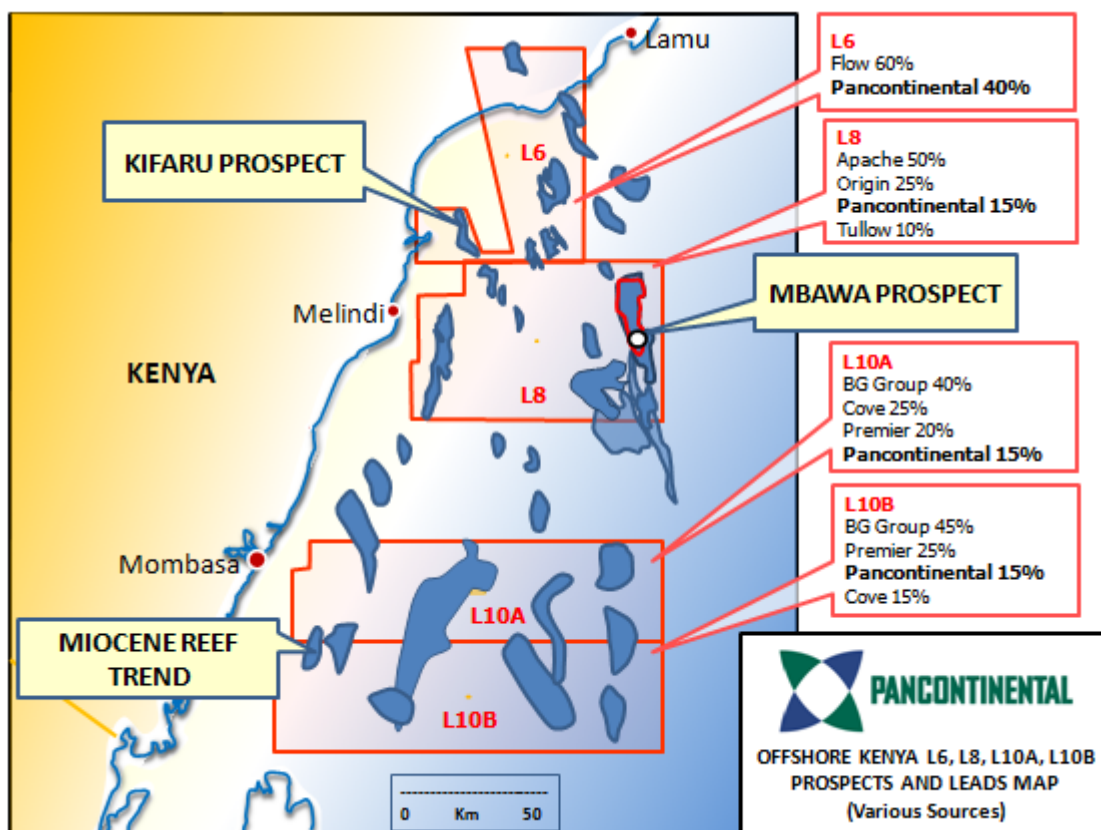 Lamu
L6
Flow 60%
Pancontinental 40%
KIFARU PROSPECT
L6
L8
Apache 50%
Origin 25%
Pancontinental 15%
Tullow 10%
MBAWA PROSPECT
Melindi
KENYA
L8
L10A
BG Group 40%
Cove 25%
Premier 20%
Pancontinental 15%
L10B
BG Group 45%
Premier 25%
Pancontinental 15%
Cove 15%
Mombasa
L10A
MIOCENE REEF
TREND
L10B
PANCONTINENTAL
OFFSHORE KENYA L6, L8, L10A, L10B
PROSPECTS AND LEADS MAP
(Various Sources)
0 Km 50